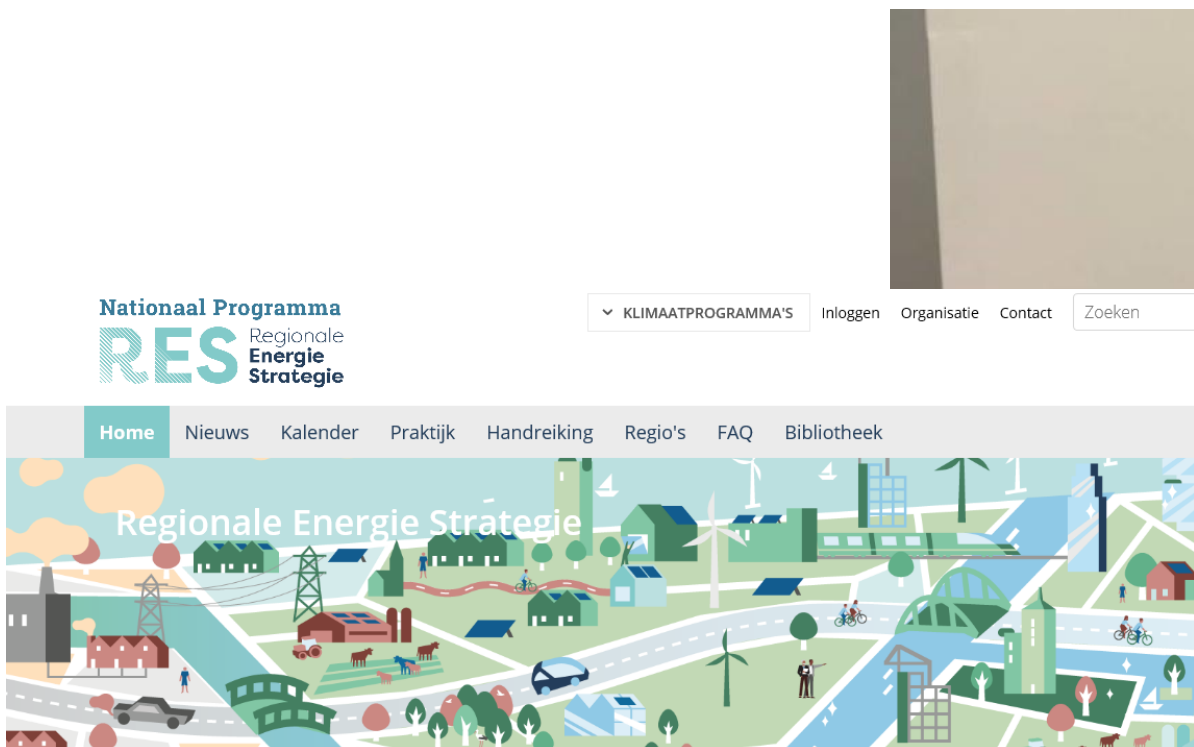 Nationaal Programma
RES Regionale
Energie
Strategie
KLIMAATPROGRAMMA'S Inloggen Organisatie Contact Zoeken
Home Nieuws Kalender Praktijk Handreiking Regio's FAQ Bibliotheek
Regionale Energie Strategie